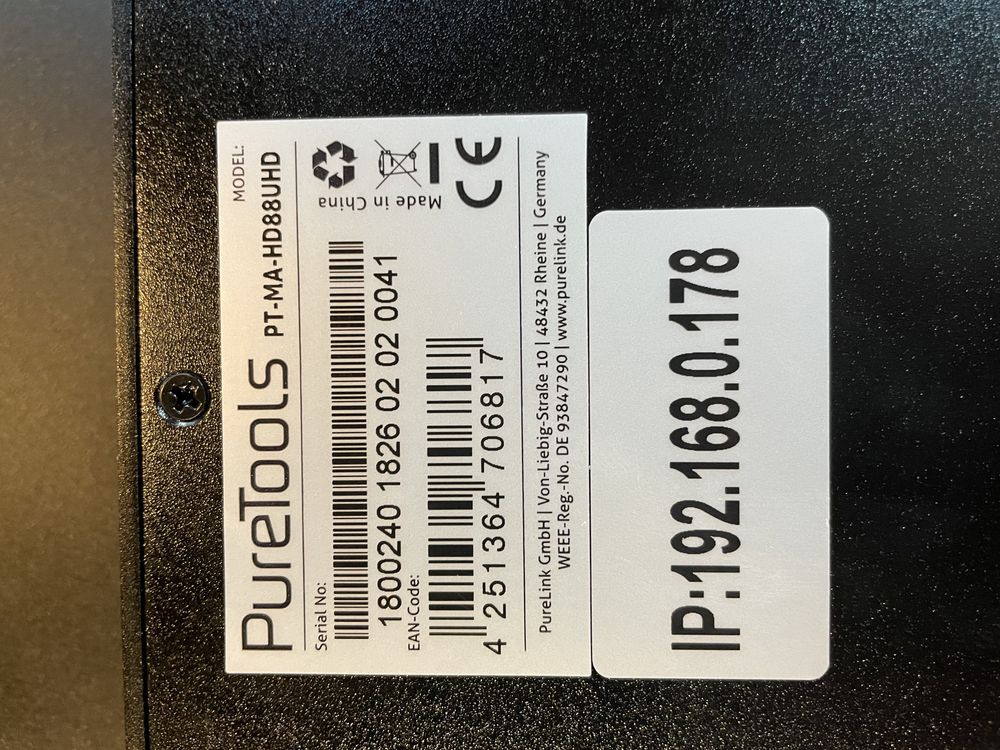 PureTools
MODEL:
PT-MA-HD88UHD
Serial No:
1800240 1826 02 02 0041
EAN-Code:
4 251364 706817
Made in China
CE
PureLink GmbH | Von-Liebig-Straße 10 | 48432 Rheine | Germany
WEEE-Reg.-No. DE 93847290 | www.purelink.de
IP:192.168.0.178